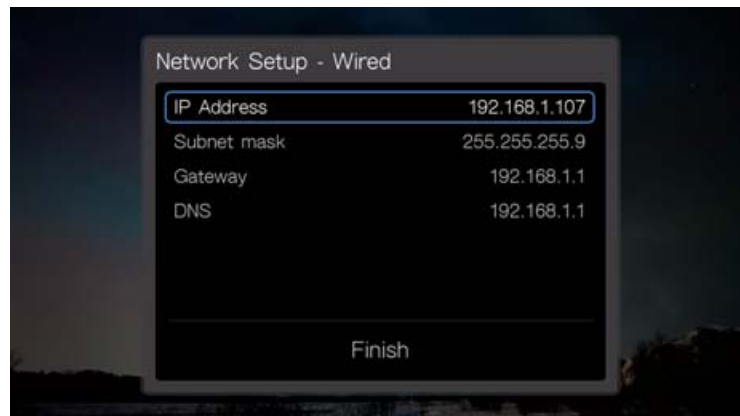 Network Setup - Wired
IP Address 192.168.1.107
Subnet mask 255.255.255.9
Gateway 192.168.1.1
DNS 192.168.1.1
Finish